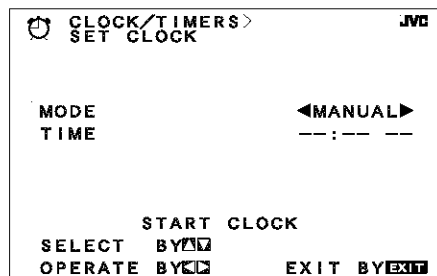 CLOCK/TIMERS> JVC
SET CLOCK
MODE ◀MANUAL▶
TIME --:-- --
START CLOCK
SELECT BY▲▼
OPERATE BY◀▶ EXIT BY EXIT